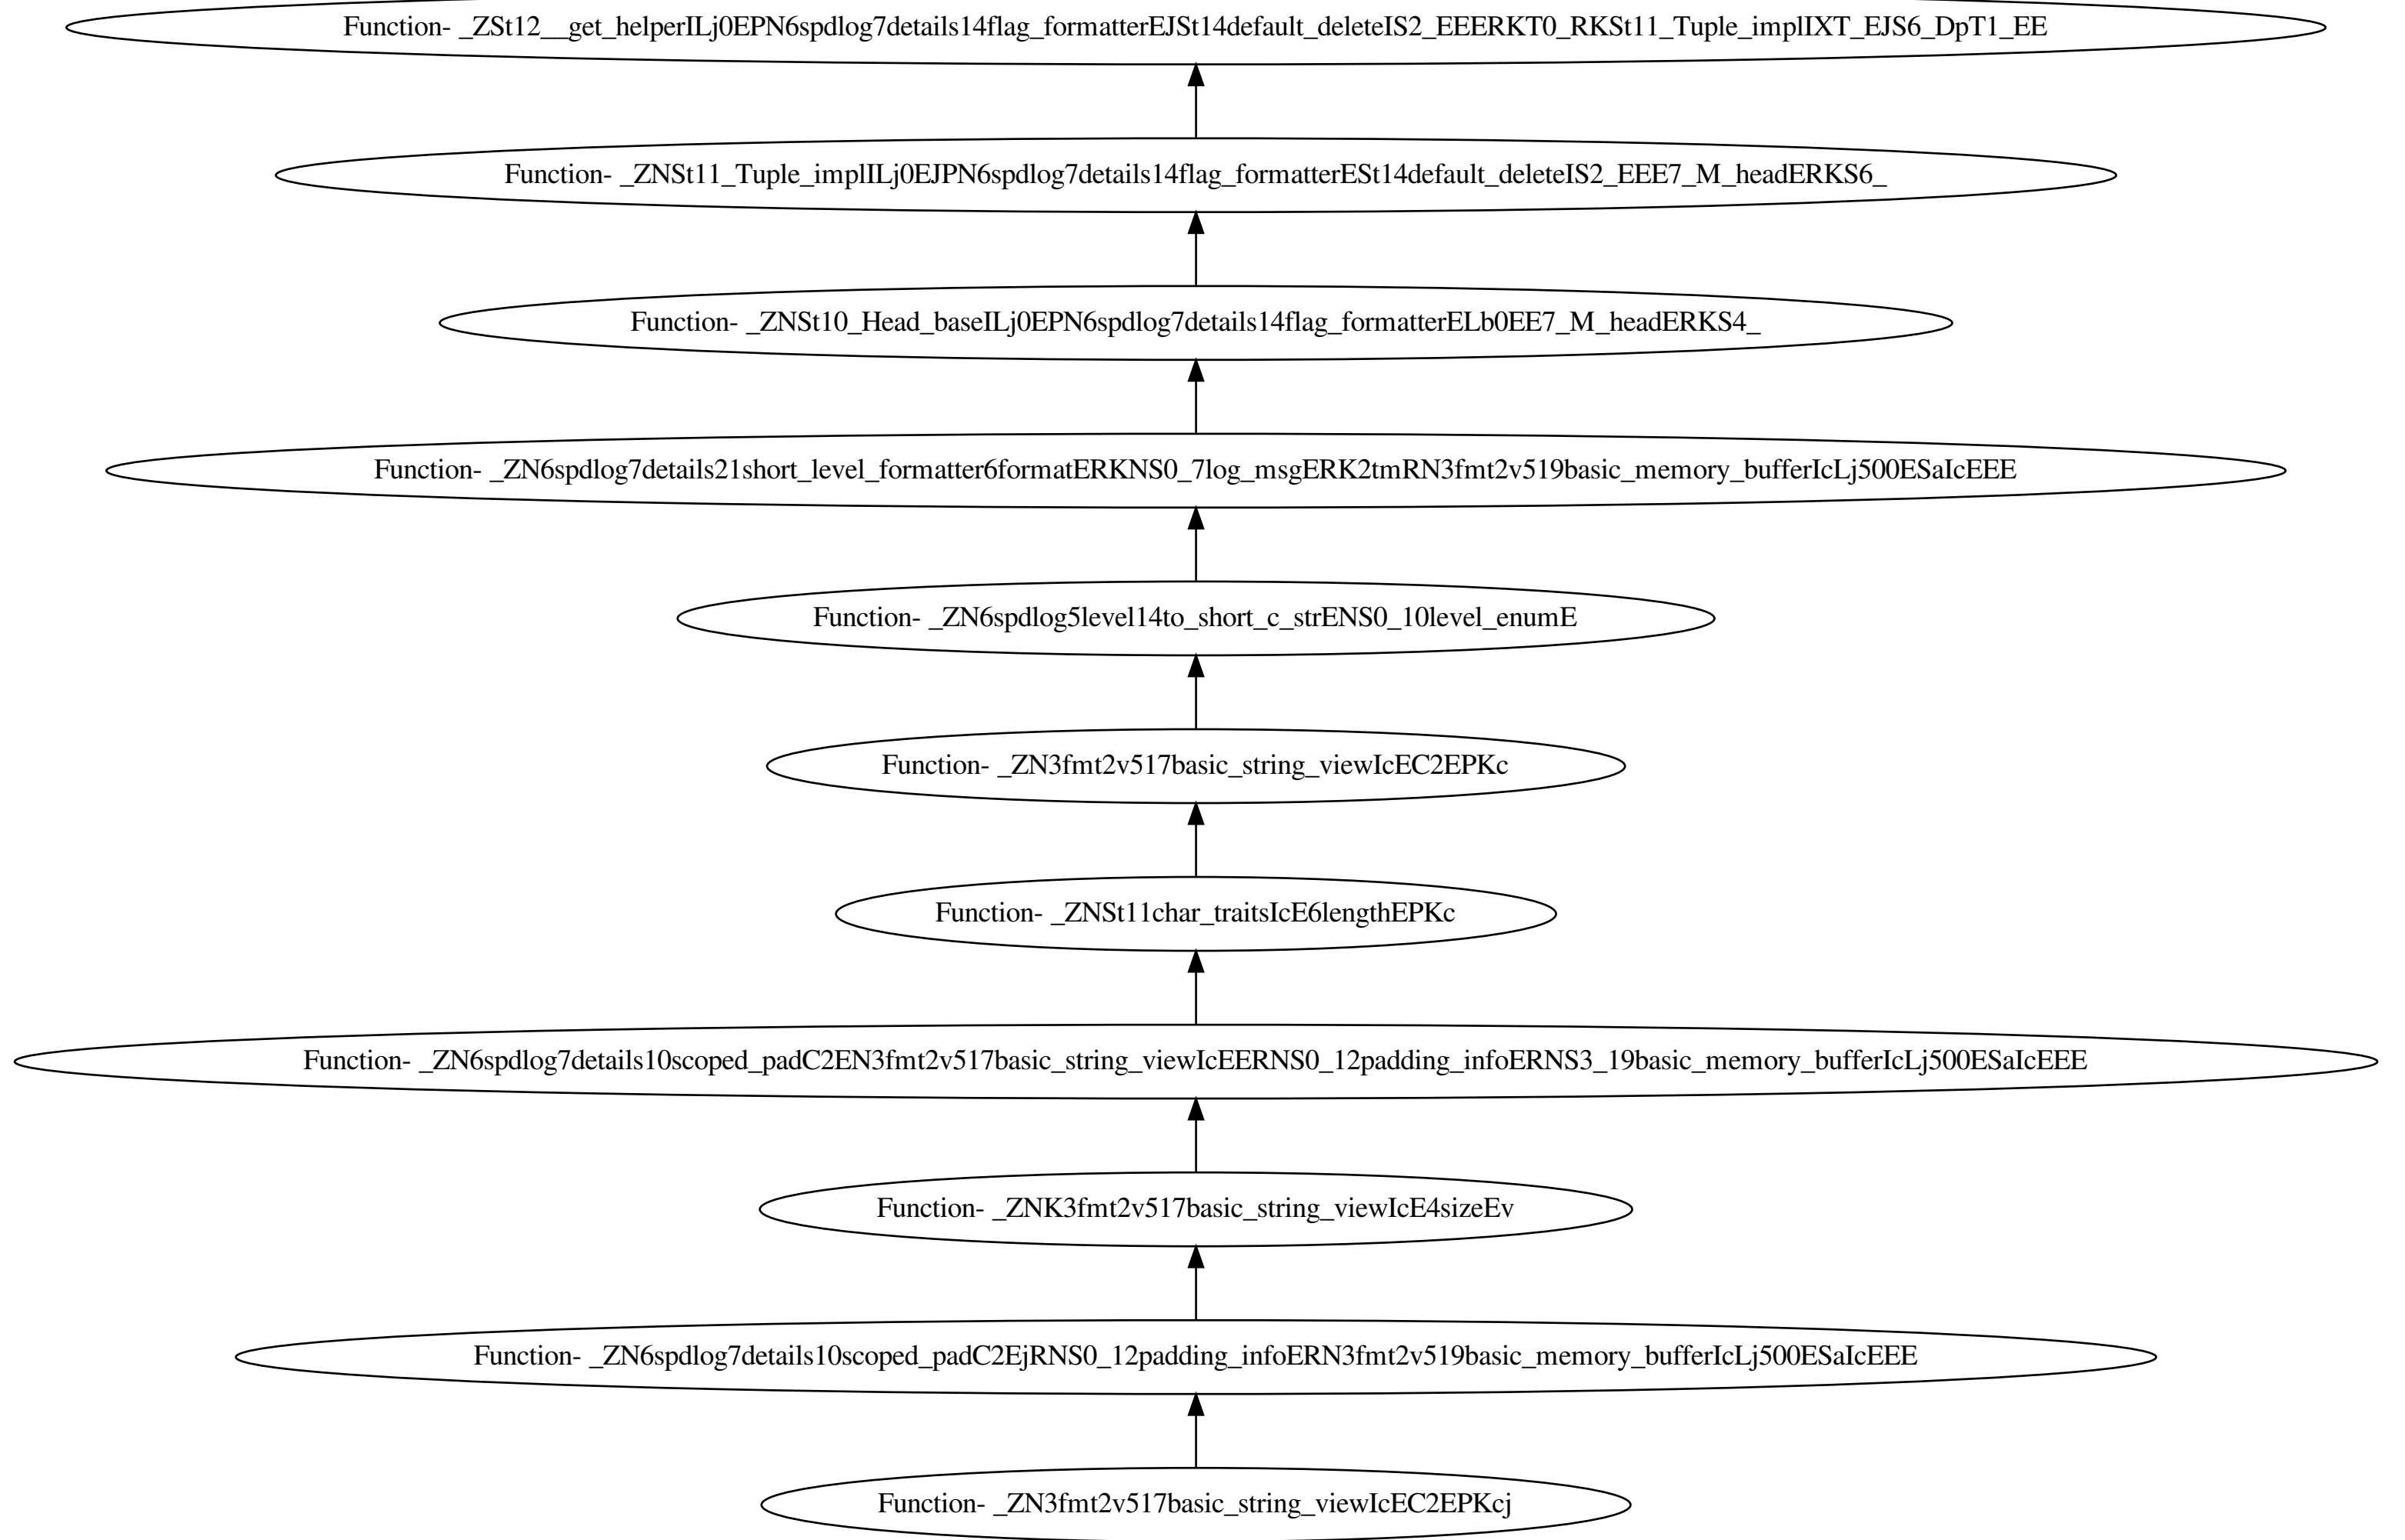 Function- _ZSt12__get_helperILj0EPN6spdlog7details14flag_formatterEJSt14default_deleteIS2_EEERKT0_RKSt11_Tuple_implIXT_EJS6_DpT1_EE
Function- _ZNSt11_Tuple_implILj0EJPN6spdlog7details14flag_formatterESt14default_deleteIS2_EEE7_M_headERKS6_
Function- _ZNSt10_Head_baseILj0EPN6spdlog7details14flag_formatterELb0EE7_M_headERKS4_
Function- _ZN6spdlog7details21short_level_formatter6formatERKNS0_7log_msgERK2tmRN3fmt2v519basic_memory_bufferIcLj500ESaIcEEE
Function- _ZN6spdlog5level14to_short_c_strENS0_10level_enumE
Function- _ZN3fmt2v517basic_string_viewIcEC2EPKc
Function- _ZNSt11char_traitsIcE6lengthEPKc
Function- _ZN6spdlog7details10scoped_padC2EN3fmt2v517basic_string_viewIcEERNS0_12padding_infoERNS3_19basic_memory_bufferIcLj500ESaIcEEE
Function- _ZNK3fmt2v517basic_string_viewIcE4sizeEv
Function- _ZN6spdlog7details10scoped_padC2EjRNS0_12padding_infoERN3fmt2v519basic_memory_bufferIcLj500ESaIcEEE
Function- _ZN3fmt2v517basic_string_viewIcEC2EPKcj